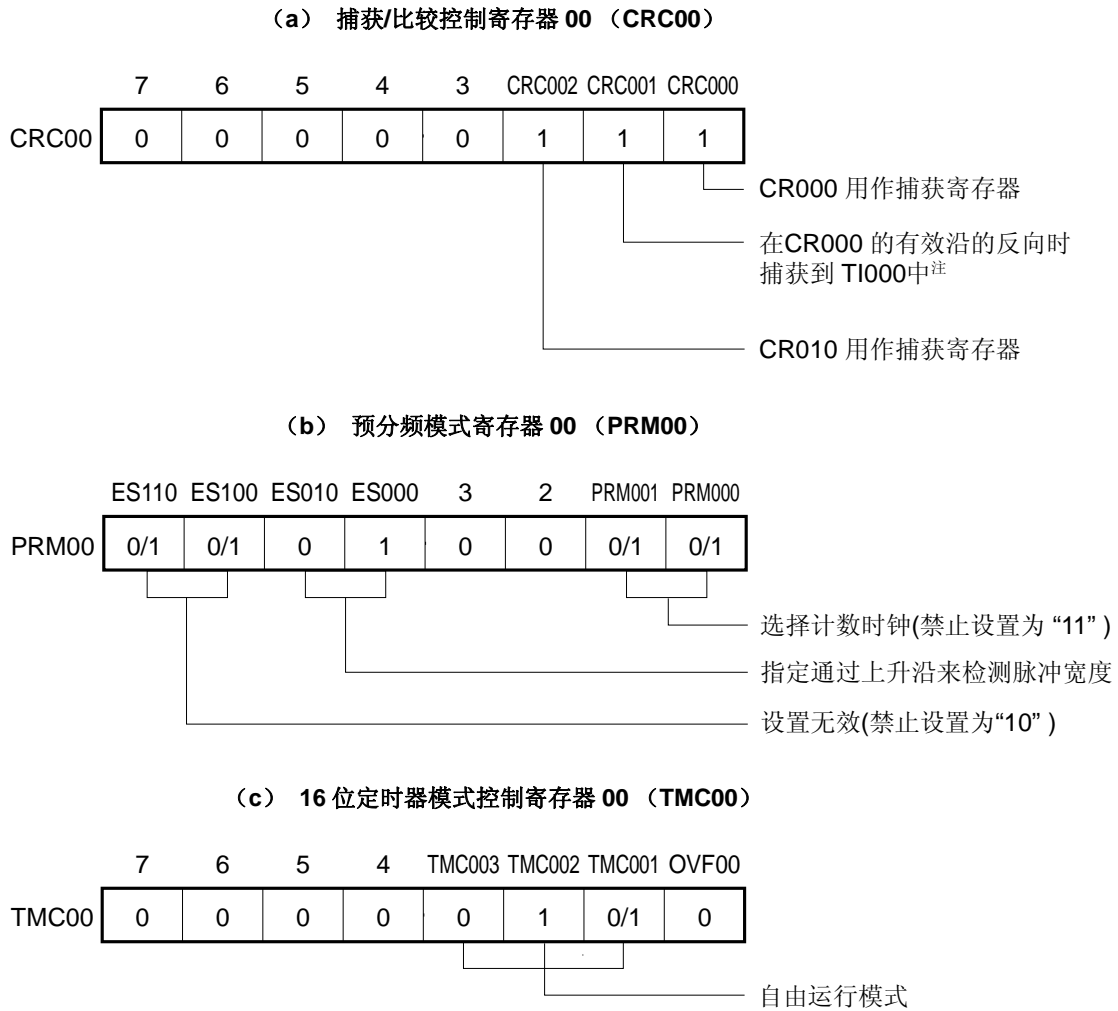 （a） 捕获/比较控制寄存器 00 （CRC00）
7 6 5 4 3 CRC002 CRC001 CRC000
CRC00 0 0 0 0 0 1 1 1
CR000 用作捕获寄存器
在CR000 的有效沿的反向时
捕获到 TI000中注
CR010 用作捕获寄存器
（b） 预分频模式寄存器 00 （PRM00）
ES110 ES100 ES010 ES000 3 2 PRM001 PRM000
PRM00 0/1 0/1 0 1 0 0 0/1 0/1
选择计数时钟(禁止设置为 “11” )
指定通过上升沿来检测脉冲宽度
设置无效(禁止设置为“10” )
（c） 16 位定时器模式控制寄存器 00 （TMC00）
7 6 5 4 TMC003 TMC002 TMC001 OVF00
TMC00 0 0 0 0 0 1 0/1 0
自由运行模式